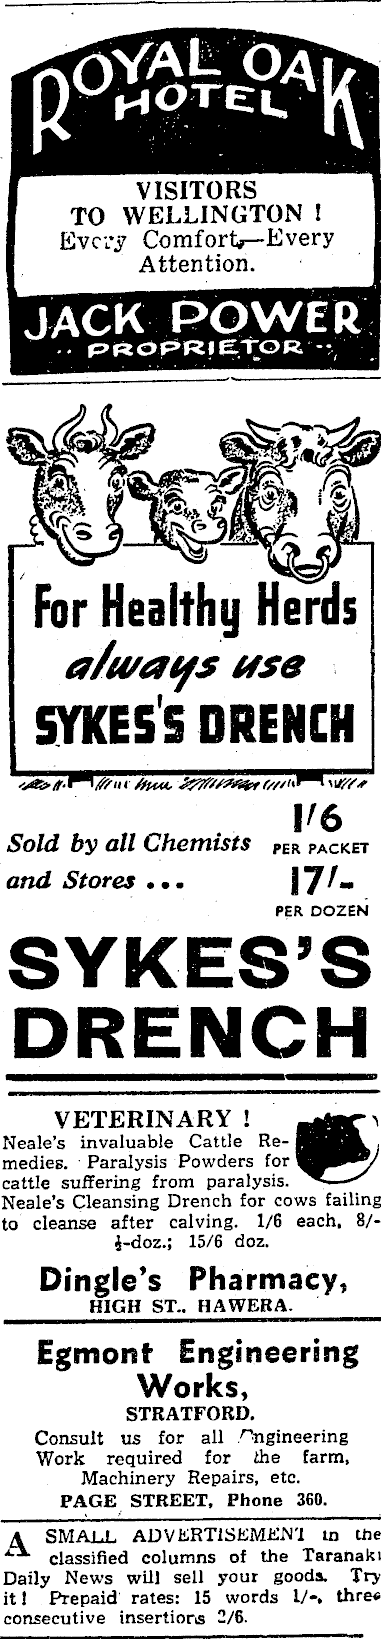 ROYAL OAK
HOTEL
VISITORS
TO WELLINGTON !
Every Comfort,—Every
Attention.
JACK POWER
PROPRIETOR
For Healthy Herds
always use
SYKES'S DRENCH
1/6
Sold by all Chemists PER PACKET
and Stores ... 17/-
PER DOZEN
SYKES'S
DRENCH
VETERINARY !
Neale's invaluable Cattle Re-
medies. Paralysis Powders for
cattle suffering from paralysis.
Neale's Cleansing Drench for cows failing
to cleanse after calving. 1/6 each, 8/-
½-doz.; 15/6 doz.
Dingle's Pharmacy,
HIGH ST., HAWERA.
Egmont Engineering
Works,
STRATFORD.
Consult us for all Engineering
Work required for the farm,
Machinery Repairs, etc.
PAGE STREET, Phone 360.
A SMALL ADVERTISEMENT in the
classified columns of the Taranaki
Daily News will sell your goods. Try
it! Prepaid rates: 15 words 1/-, three
consecutive insertions 2/6.